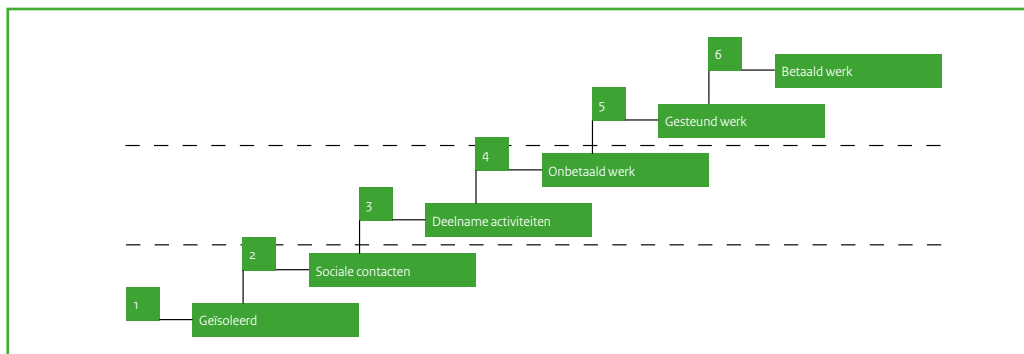 6
Betaald werk
5
Gesteund werk
4
Onbetaald werk
3
Deelname activiteiten
2
Sociale contacten
1
Geïsoleerd